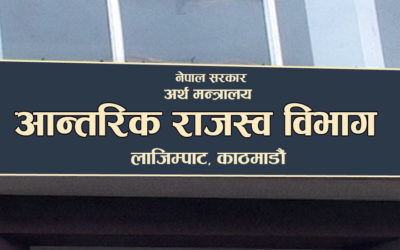 नेपाल सरकार
अर्थ मन्त्रालय
आन्तरिक राजस्व विभाग
लाजिम्पाट, काठमाडौं